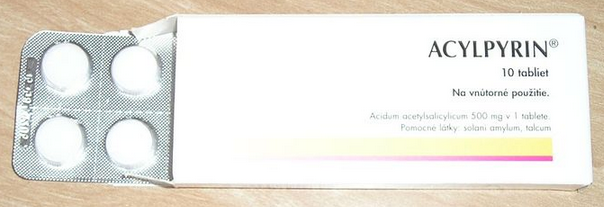 ACYLPYRIN®
10 tabliet
Na vnútorné použitie.
Acidum acetylsalicylicum 500 mg v 1 tablete.
Pomocné látky: solani amylum, talcum